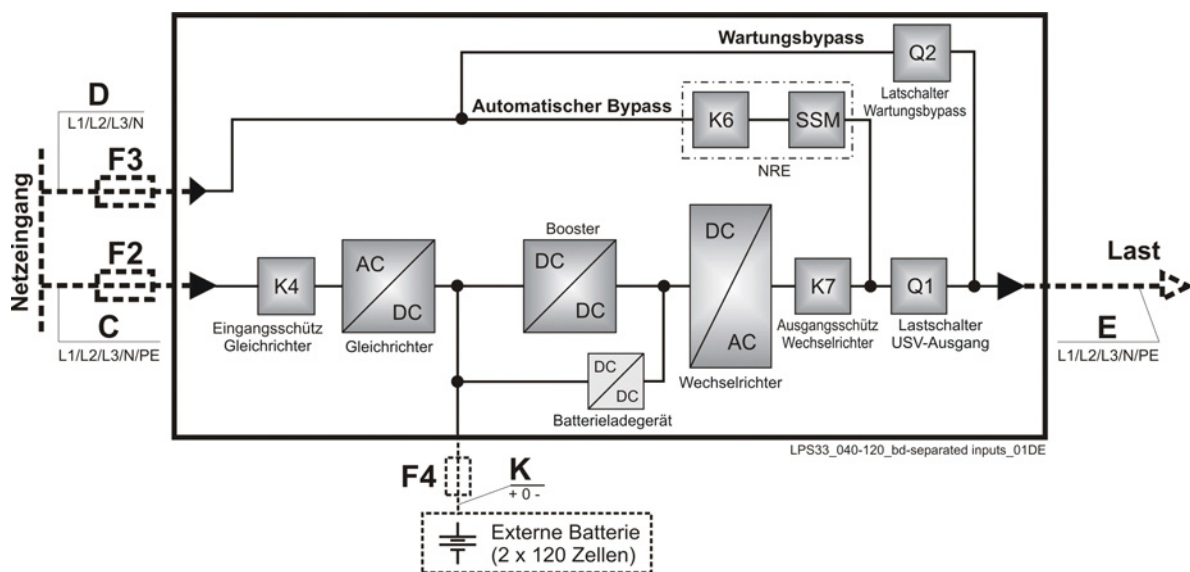 Wartungsbypass
Q2
Latschalter
Wartungsbypass
D
L1/L2/L3/N
Automatischer Bypass
K6
SSM
NRE
F3
Netzeingang
F2
C
L1/L2/L3/N/PE
K4
Eingangsschütz
Gleichrichter
AC
DC
Gleichrichter
Booster
DC
DC
DC
DC
Batterieladegerät
DC
AC
Wechselrichter
K7
Ausgangsschütz
Wechselrichter
Q1
Lastschalter
USV-Ausgang
Last
E
L1/L2/L3/N/PE
LPS33_040-120_bd-separated inputs_01DE
F4
K
+ 0 -
Externe Batterie
(2 x 120 Zellen)